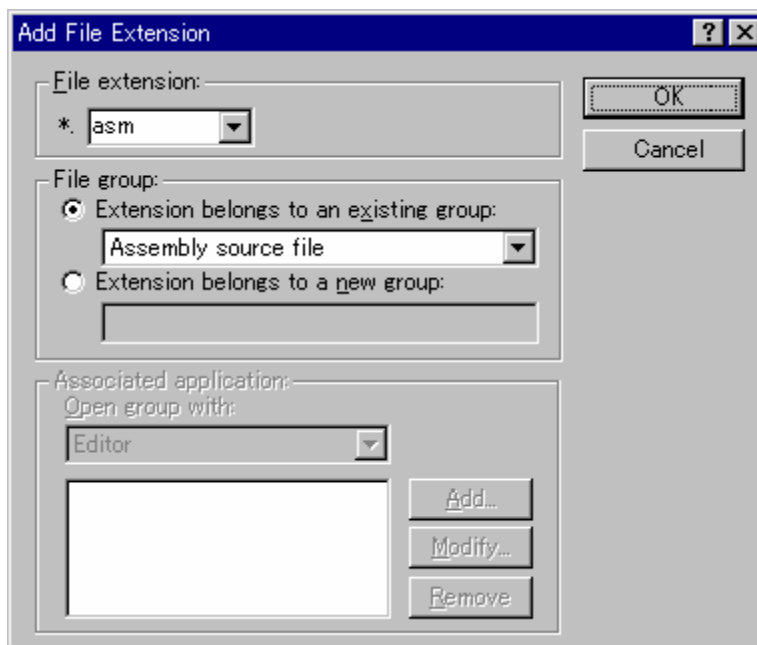 Add File Extension
File extension:
*. asm
OK
Cancel
File group:
Extension belongs to an existing group:
Assembly source file
Extension belongs to a new group:
Associated application:
Open group with:
Editor
Add...
Modify...
Remove